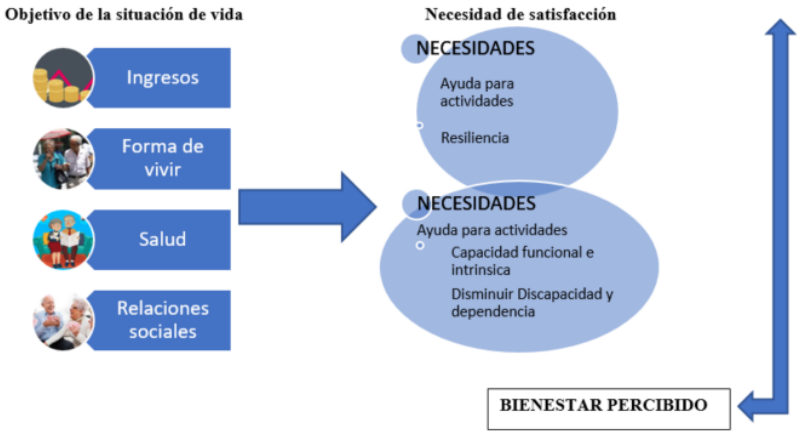 Objetivo de la situación de vida
Ingresos
Forma de
vivir
Salud
Relaciones
sociales
Necesidad de satisfacción
NECESIDADES
Ayuda para
actividades
Resiliencia
NECESIDADES
Ayuda para actividades
Capacidad funcional e
intrinsica
Disminuir Discapacidad y
dependencia
BIENESTAR PERCIBIDO